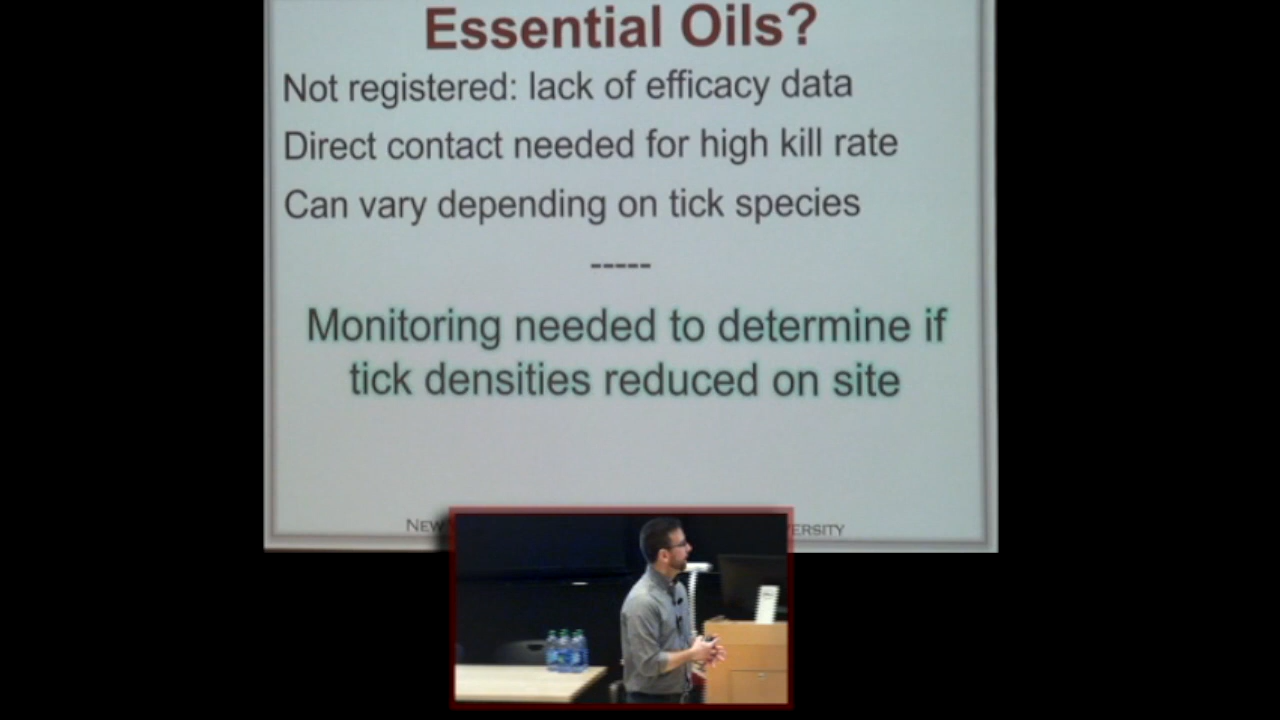 Essential Oils?
Not registered: lack of efficacy data
Direct contact needed for high kill rate
Can vary depending on tick species
-----
Monitoring needed to determine if
tick densities reduced on site
NEW